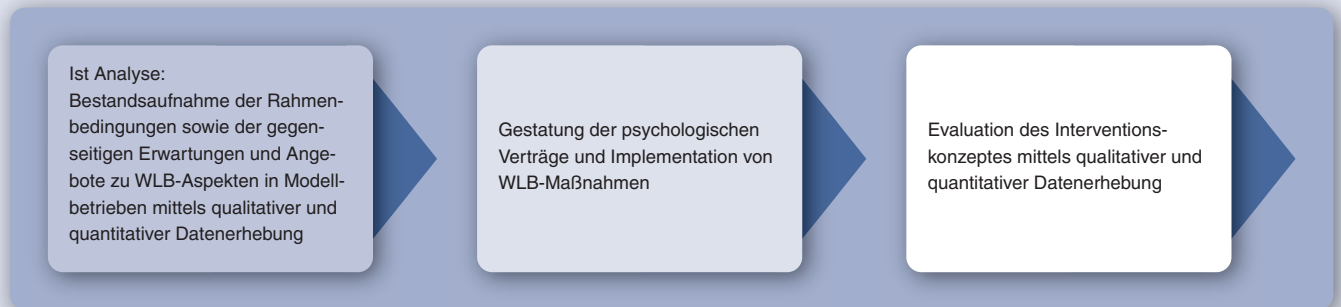 Ist Analyse:
Bestandsaufnahme der Rahmen-
bedingungen sowie der gegen-
seitigen Erwartungen und Ange-
bote zu WLB-Aspekten in Modell-
betrieben mittels qualitativer und
quantitativer Datenerhebung
Gestatung der psychologischen
Verträge und Implementation von
WLB-Maßnahmen
Evaluation des Interventions-
konzeptes mittels qualitativer und
quantitativer Datenerhebung